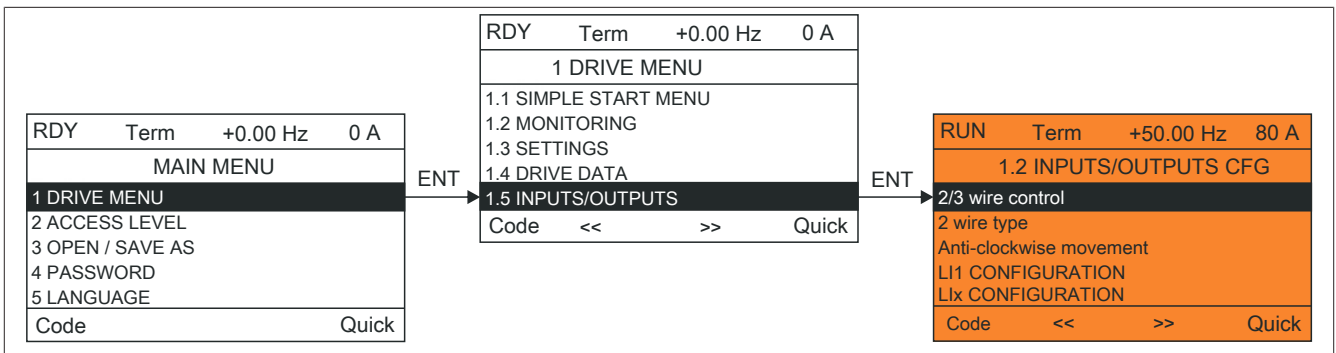 RDY Term +0.00 Hz 0 A
MAIN MENU
1 DRIVE MENU
2 ACCESS LEVEL
3 OPEN / SAVE AS
4 PASSWORD
5 LANGUAGE
Code Quick
ENT
RDY Term +0.00 Hz 0 A
1 DRIVE MENU
1.1 SIMPLE START MENU
1.2 MONITORING
1.3 SETTINGS
1.4 DRIVE DATA
1.5 INPUTS/OUTPUTS
Code << >> Quick
ENT
RUN Term +50.00 Hz 80 A
1.2 INPUTS/OUTPUTS CFG
2/3 wire control
2 wire type
Anti-clockwise movement
LI1 CONFIGURATION
LIx CONFIGURATION
Code << >> Quick